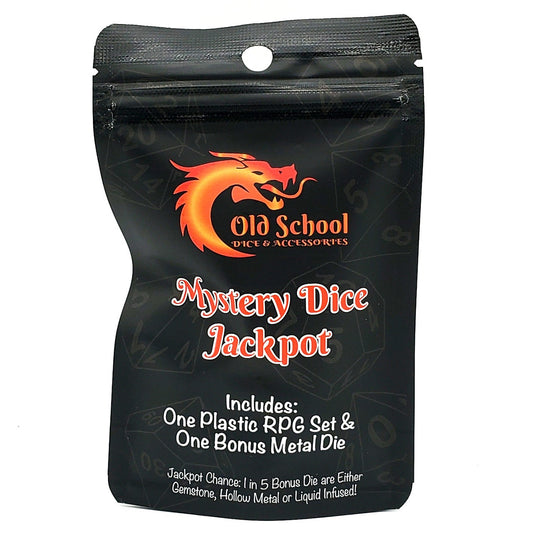 Old School
DICE & ACCESSORIES
Mystery Dice
Jackpot
Includes:
One Plastic RPG Set &
One Bonus Metal Die
Jackpot Chance: 1 in 5 Bonus Die are Either
Gemstone, Hollow Metal or Liquid Infused!